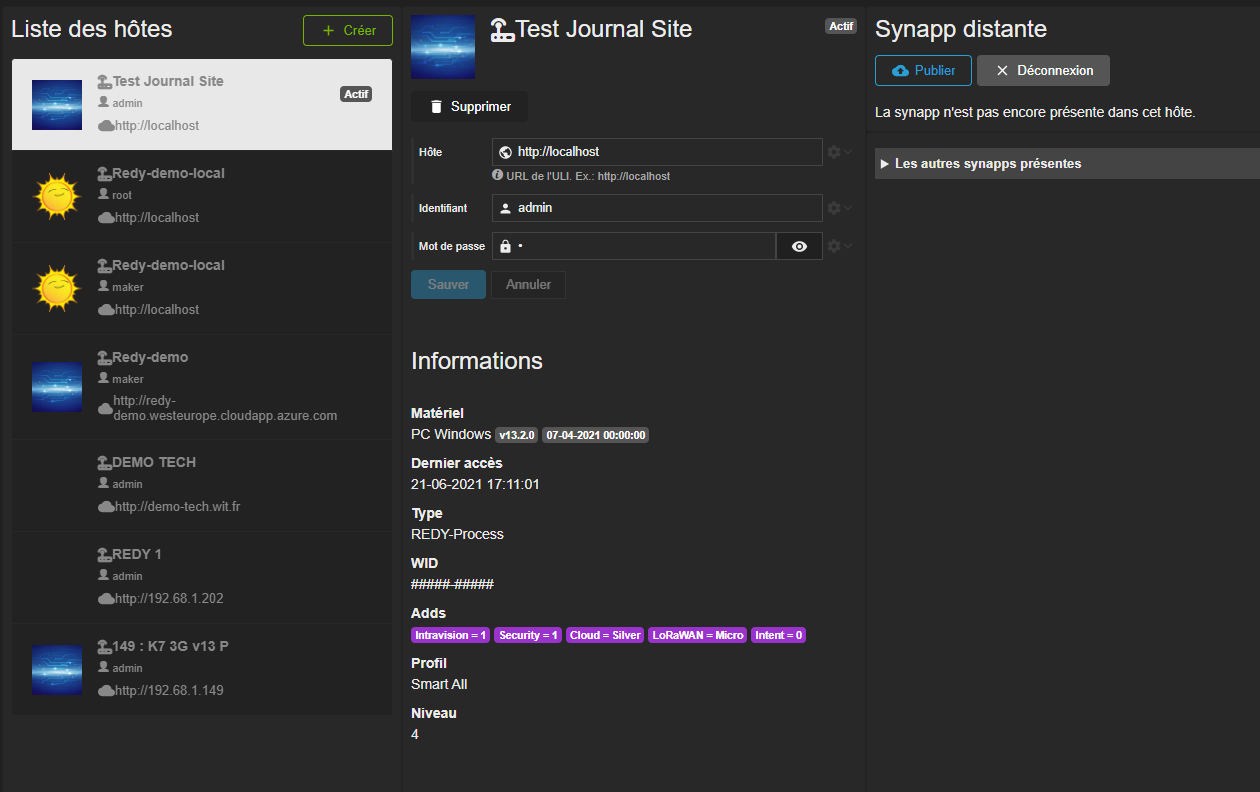 Liste des hôtes
Créer
Test Journal Site
admin
Actif
http://localhost
Redy-demo-local
root
http://localhost
Redy-demo-local
maker
http://localhost
Redy-demo
maker
http://redy-
demo.westeurope.cloudapp.azure.com
DEMO TECH
admin
http://demo-tech.wit.fr
REDY 1
admin
http://192.68.1.202
149 : K7 3G v13 P
admin
http://192.68.1.149
Test Journal Site
Actif
Supprimer
Hôte http://localhost
URL de l'ULI. Ex.: http://localhost
Identifiant admin
Mot de passe •
Sauver Annuler
Informations
Matériel
PC Windows v13.2.0 07-04-2021 00:00:00
Dernier accès
21-06-2021 17:11:01
Type
REDY-Process
WID
#####-#####
Adds
Intravision = 1 Security = 1 Cloud = Silver LoRaWAN = Micro Intent = 0
Profil
Smart All
Niveau
4
Synapp distante
Publier Déconnexion
La synapp n'est pas encore présente dans cet hôte.
Les autres synapps présentes